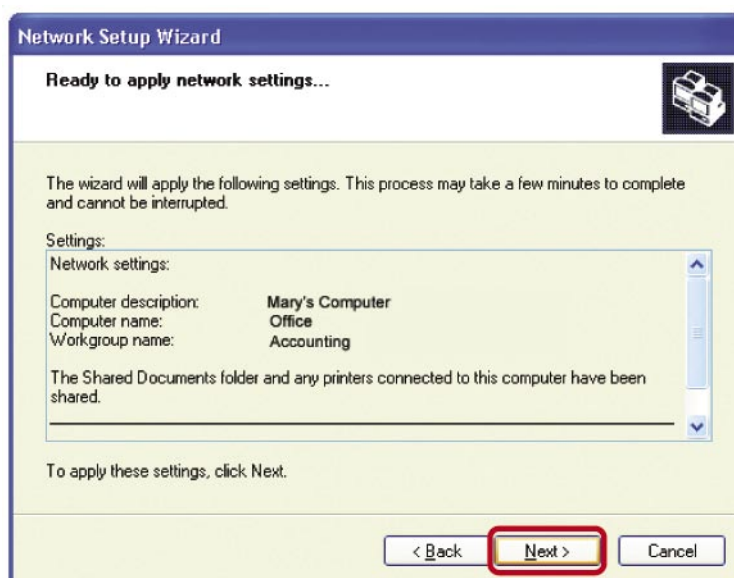 Network Setup Wizard
Ready to apply network settings...
The wizard will apply the following settings. This process may take a few minutes to complete
and cannot be interrupted.
Settings:
Network settings:
Computer description: Mary's Computer
Computer name: Office
Workgroup name: Accounting
The Shared Documents folder and any printers connected to this computer have been
shared.
To apply these settings, click Next.
< Back Next > Cancel